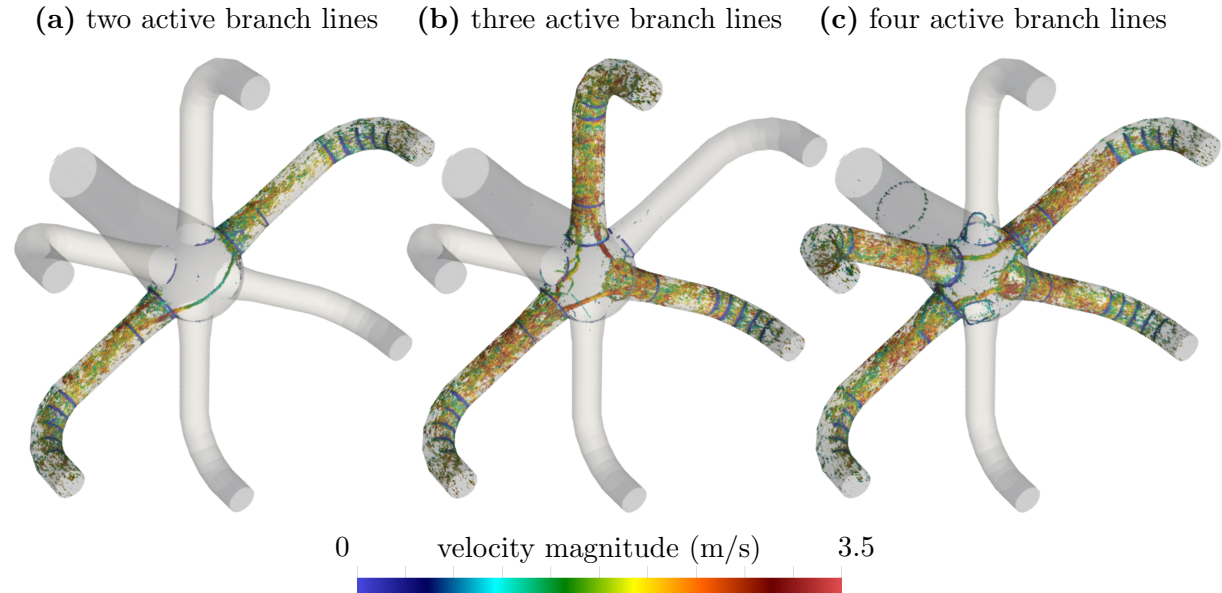 (a) two active branch lines
(b) three active branch lines
(c) four active branch lines
0 velocity magnitude (m/s) 3.5